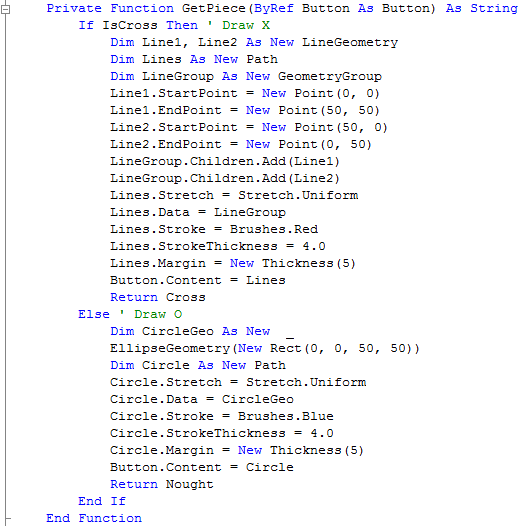 Private Function GetPiece(ByRef Button As Button) As String
If IsCross Then ' Draw X
Dim Line1, Line2 As New LineGeometry
Dim Lines As New Path
Dim LineGroup As New GeometryGroup
Line1.StartPoint = New Point(0, 0)
Line1.EndPoint = New Point(50, 50)
Line2.StartPoint = New Point(50, 0)
Line2.EndPoint = New Point(0, 50)
LineGroup.Children.Add(Line1)
LineGroup.Children.Add(Line2)
Lines.Stretch = Stretch.Uniform
Lines.Data = LineGroup
Lines.Stroke = Brushes.Red
Lines.StrokeThickness = 4.0
Lines.Margin = New Thickness(5)
Button.Content = Lines
Return Cross
Else ' Draw O
Dim CircleGeo As New _
EllipseGeometry(New Rect(0, 0, 50, 50))
Dim Circle As New Path
Circle.Stretch = Stretch.Uniform
Circle.Data = CircleGeo
Circle.Stroke = Brushes.Blue
Circle.StrokeThickness = 4.0
Circle.Margin = New Thickness(5)
Button.Content = Circle
Return Nought
End If
End Function